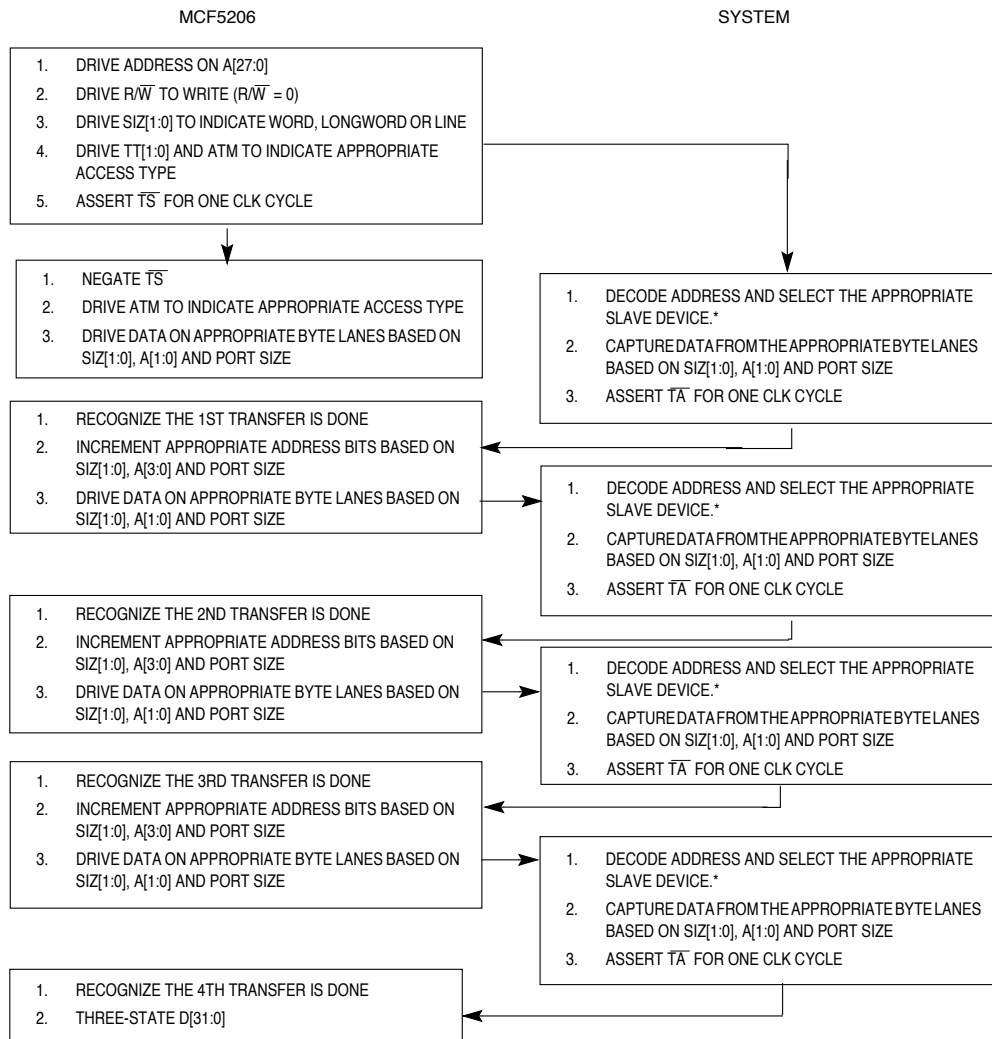 MCF5206
SYSTEM
1. DRIVE ADDRESS ON A[27:0]
2. DRIVE R/W̅ TO WRITE (R/W̅ = 0)
3. DRIVE SIZ[1:0] TO INDICATE WORD, LONGWORD OR LINE
4. DRIVE TT[1:0] AND ATM TO INDICATE APPROPRIATE
ACCESS TYPE
5. ASSERT T̅S̅ FOR ONE CLK CYCLE
1. NEGATE T̅S̅
2. DRIVE ATM TO INDICATE APPROPRIATE ACCESS TYPE
3. DRIVE DATA ON APPROPRIATE BYTE LANES BASED ON
SIZ[1:0], A[1:0] AND PORT SIZE
1. DECODE ADDRESS AND SELECT THE APPROPRIATE
SLAVE DEVICE.*
2. CAPTURE DATA FROM THE APPROPRIATE BYTE LANES
BASED ON SIZ[1:0], A[1:0] AND PORT SIZE
3. ASSERT T̅A̅ FOR ONE CLK CYCLE
1. RECOGNIZE THE 1ST TRANSFER IS DONE
2. INCREMENT APPROPRIATE ADDRESS BITS BASED ON
SIZ[1:0], A[3:0] AND PORT SIZE
3. DRIVE DATA ON APPROPRIATE BYTE LANES BASED ON
SIZ[1:0], A[1:0] AND PORT SIZE
1. DECODE ADDRESS AND SELECT THE APPROPRIATE
SLAVE DEVICE.*
2. CAPTURE DATA FROM THE APPROPRIATE BYTE LANES
BASED ON SIZ[1:0], A[1:0] AND PORT SIZE
3. ASSERT T̅A̅ FOR ONE CLK CYCLE
1. RECOGNIZE THE 2ND TRANSFER IS DONE
2. INCREMENT APPROPRIATE ADDRESS BITS BASED ON
SIZ[1:0], A[3:0] AND PORT SIZE
3. DRIVE DATA ON APPROPRIATE BYTE LANES BASED ON
SIZ[1:0], A[1:0] AND PORT SIZE
1. DECODE ADDRESS AND SELECT THE APPROPRIATE
SLAVE DEVICE.*
2. CAPTURE DATA FROM THE APPROPRIATE BYTE LANES
BASED ON SIZ[1:0], A[1:0] AND PORT SIZE
3. ASSERT T̅A̅ FOR ONE CLK CYCLE
1. RECOGNIZE THE 3RD TRANSFER IS DONE
2. INCREMENT APPROPRIATE ADDRESS BITS BASED ON
SIZ[1:0], A[3:0] AND PORT SIZE
3. DRIVE DATA ON APPROPRIATE BYTE LANES BASED ON
SIZ[1:0], A[1:0] AND PORT SIZE
1. DECODE ADDRESS AND SELECT THE APPROPRIATE
SLAVE DEVICE.*
2. CAPTURE DATA FROM THE APPROPRIATE BYTE LANES
BASED ON SIZ[1:0], A[1:0] AND PORT SIZE
3. ASSERT T̅A̅ FOR ONE CLK CYCLE
1. RECOGNIZE THE 4TH TRANSFER IS DONE
2. THREE-STATE D[31:0]